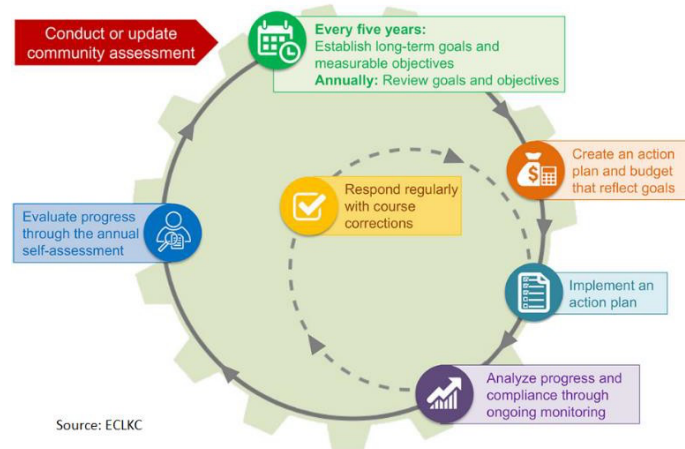 Conduct or update
community assessment
Every five years:
Establish long-term goals and
measurable objectives
Annually: Review goals and objectives
Create an action
plan and budget
that reflect goals
Respond regularly
with course
corrections
Evaluate progress
through the annual
self-assessment
Implement an
action plan
Analyze progress and
compliance through
ongoing monitoring
Source: ECLKC